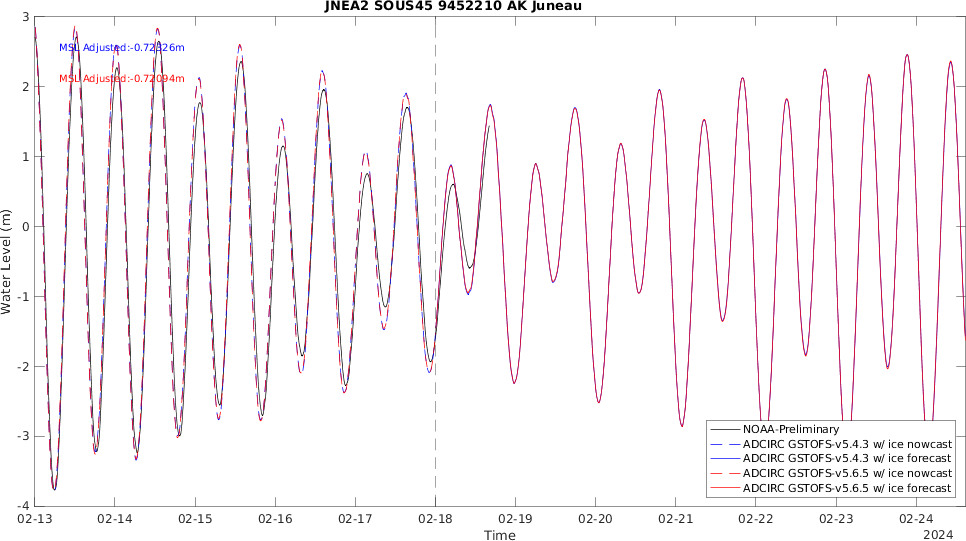 JNEA2 SOUS45 9452210 AK Juneau
3
MSL Adjusted:-0.72326m
MSL Adjusted:-0.72094m
2
1
0
-1
-2
-3
-4
Water Level (m)
NOAA-Preliminary
ADCIRC GSTOFS-v5.4.3 w/ ice nowcast
ADCIRC GSTOFS-v5.4.3 w/ ice forecast
ADCIRC GSTOFS-v5.6.5 w/ ice nowcast
ADCIRC GSTOFS-v5.6.5 w/ ice forecast
02-13 02-14 02-15 02-16 02-17 02-18 02-19 02-20 02-21 02-22 02-23 02-24
Time
2024